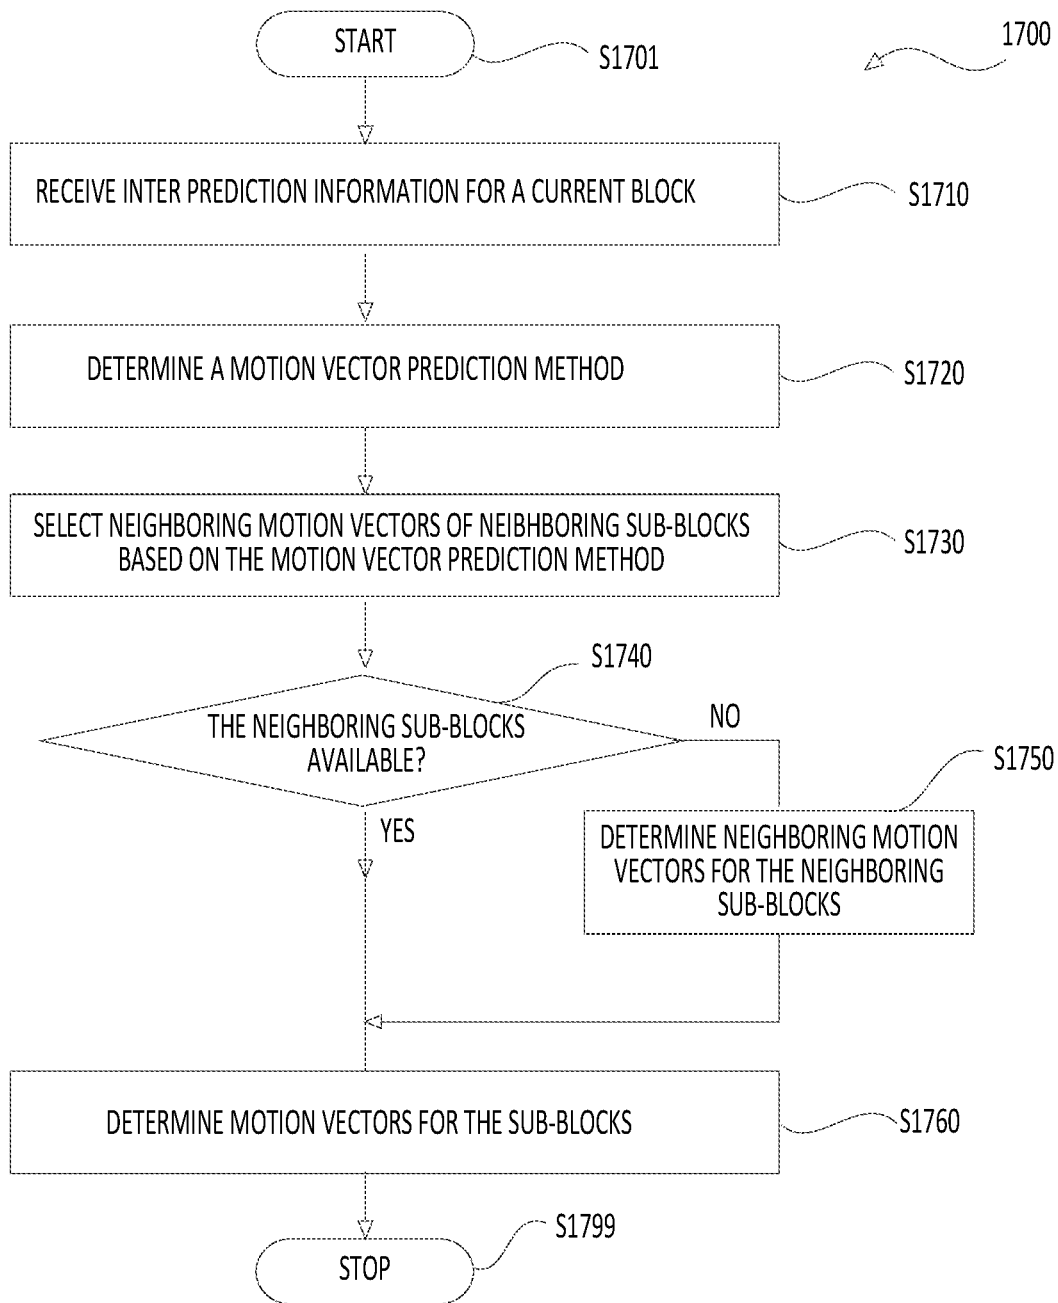 START
S1701
1700
RECEIVE INTER PREDICTION INFORMATION FOR A CURRENT BLOCK
S1710
DETERMINE A MOTION VECTOR PREDICTION METHOD
S1720
SELECT NEIGHBORING MOTION VECTORS OF NEIBHBORING SUB-BLOCKS
BASED ON THE MOTION VECTOR PREDICTION METHOD
S1730
S1740
THE NEIGHBORING SUB-BLOCKS
AVAILABLE?
NO
YES
S1750
DETERMINE NEIGHBORING MOTION
VECTORS FOR THE NEIGHBORING
SUB-BLOCKS
DETERMINE MOTION VECTORS FOR THE SUB-BLOCKS
S1760
S1799
STOP